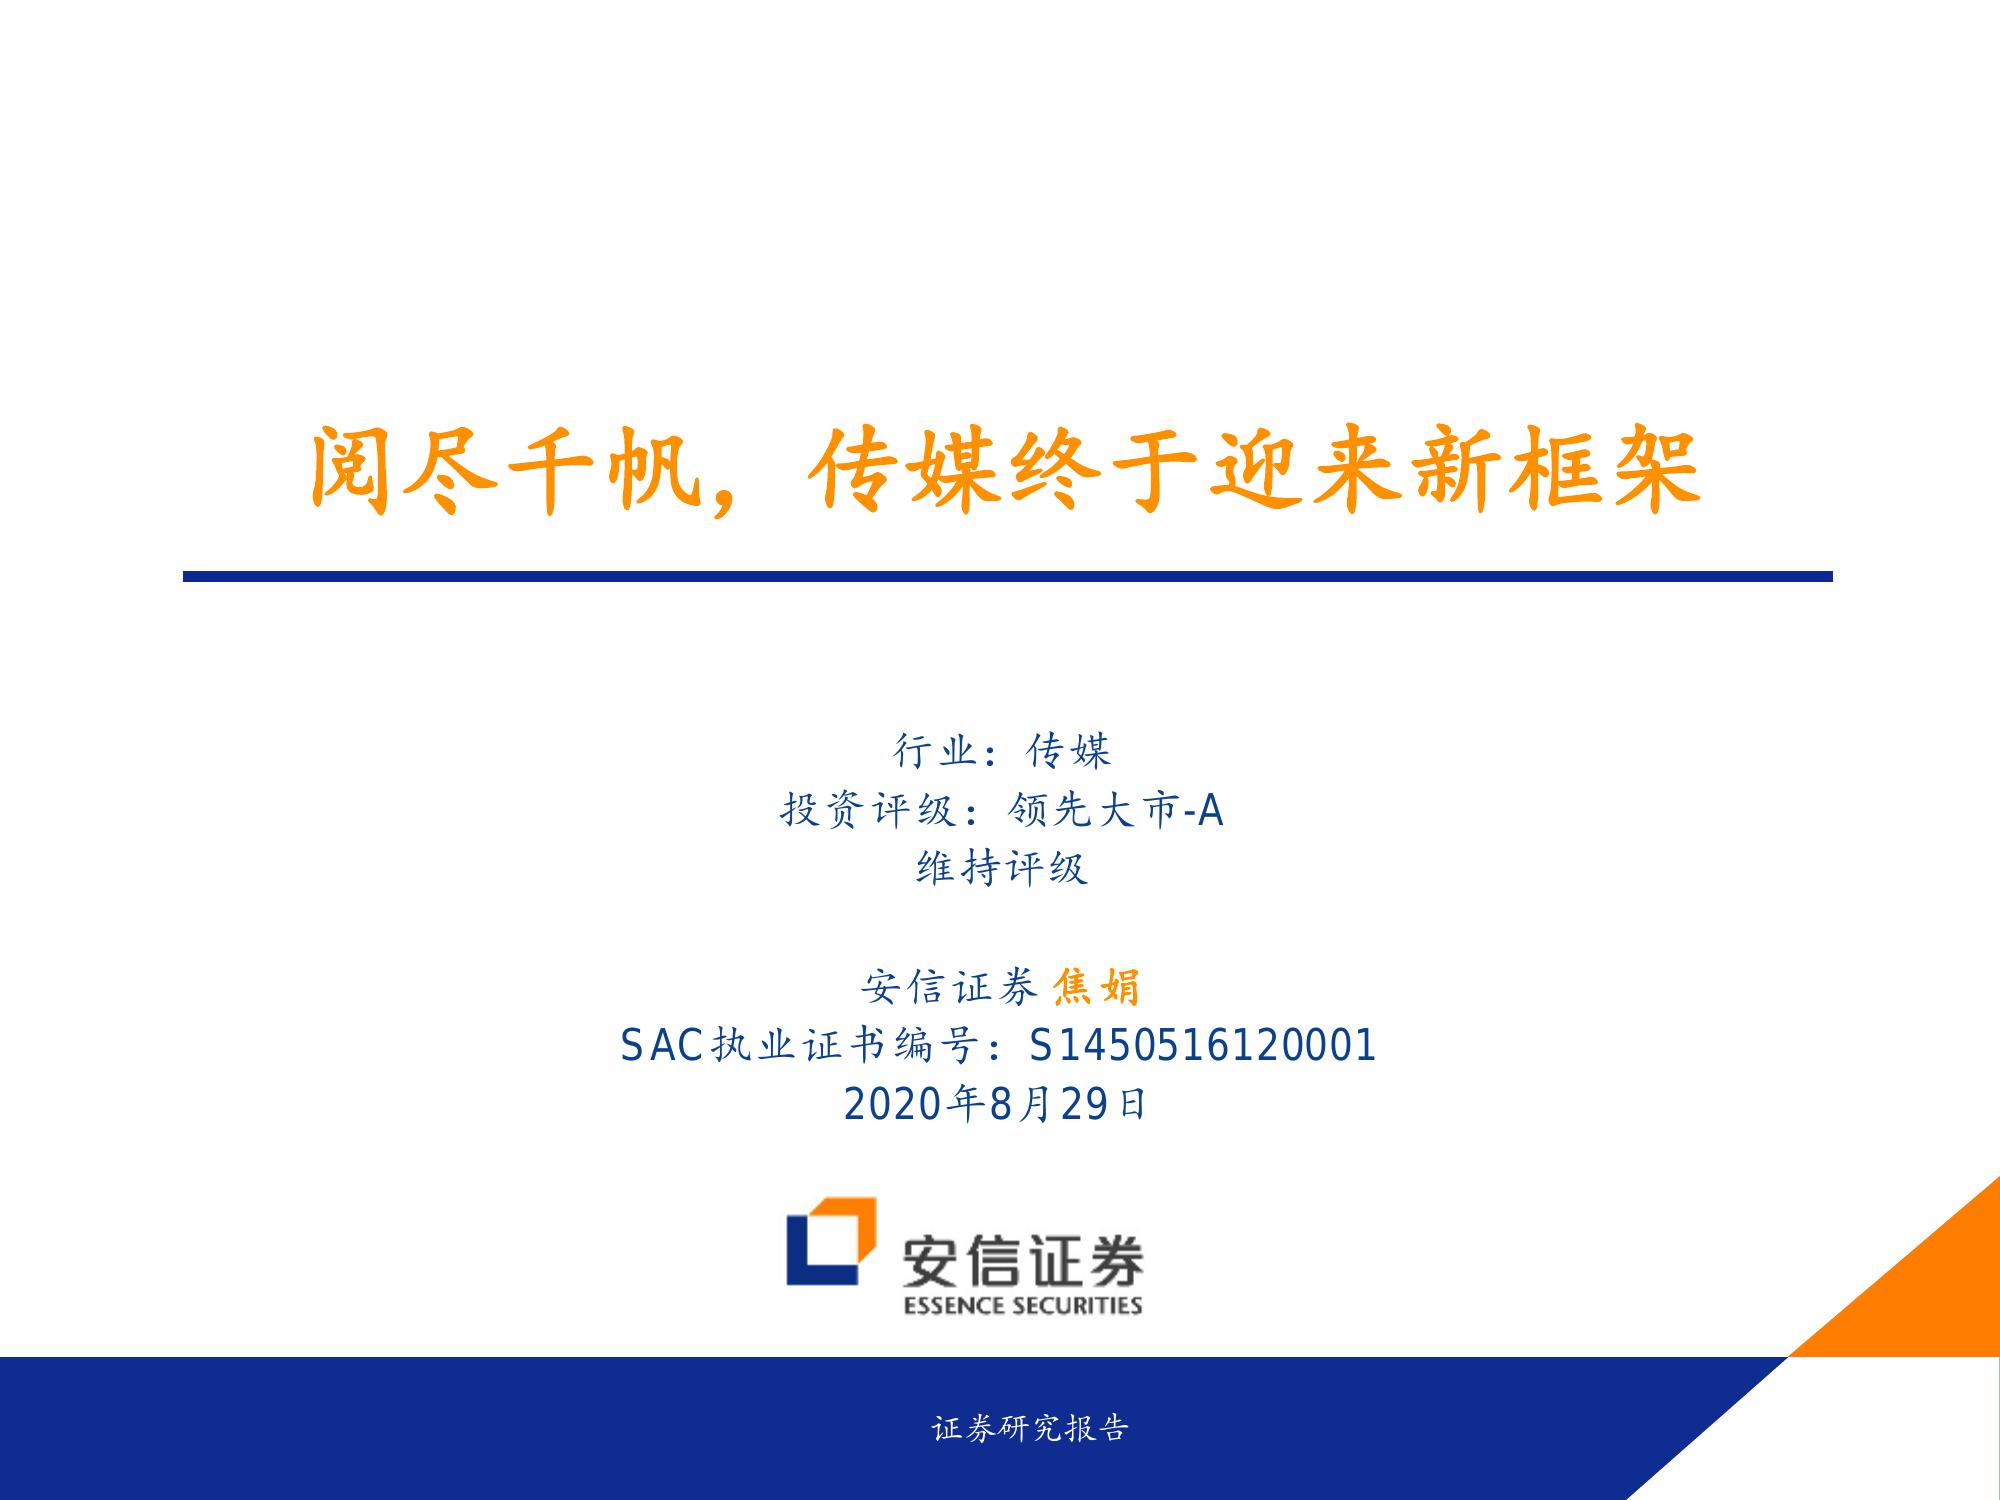 阅尽千帆，传媒终于迎来新框架
行业：传媒
投资评级：领先大市-A
维持评级
安信证券 焦娟
SAC执业证书编号：S1450516120001
2020年8月29日
安信证券
ESSENCE SECURITIES
证券研究报告